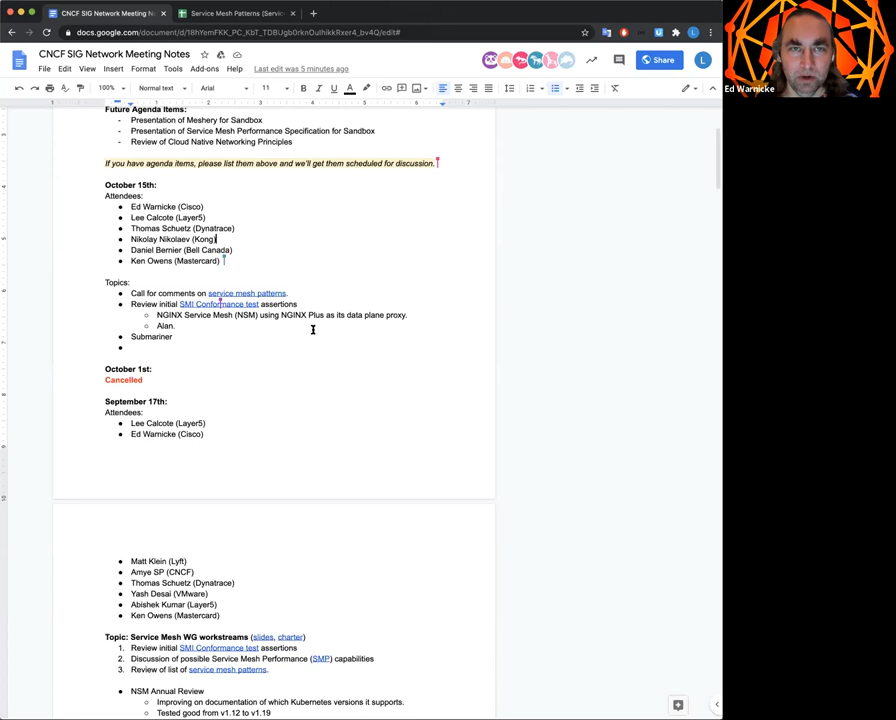 CNCF SIG Network Meeting No
Service Mesh Patterns (Servic
docs.google.com/document/d/18hYemFKK_PC_KbT_TDBUgb0rknOulhikkRxer4_bv4Q/edit#
CNCF SIG Network Meeting Notes
File Edit View Insert Format Tools Add-ons Help Last edit was 5 minutes ago
Share
L
100% Normal text Arial 11
Future Agenda Items:
- Presentation of Meshery for Sandbox
- Presentation of Service Mesh Performance Specification for Sandbox
- Review of Cloud Native Networking Principles
If you have agenda items, please list them above and we'll get them scheduled for discussion.
October 15th:
Attendees:
● Ed Warnicke (Cisco)
● Lee Calcote (Layer5)
● Thomas Schuetz (Dynatrace)
● Nikolay Nikolaev (Kong)
● Daniel Bernier (Bell Canada)
● Ken Owens (Mastercard)
Topics:
● Call for comments on service mesh patterns.
● Review initial SMI Conformance test assertions
○ NGINX Service Mesh (NSM) using NGINX Plus as its data plane proxy.
○ Alan.
● Submariner
●
October 1st:
Cancelled
September 17th:
Attendees:
● Lee Calcote (Layer5)
● Ed Warnicke (Cisco)
● Matt Klein (Lyft)
● Amye SP (CNCF)
● Thomas Schuetz (Dynatrace)
● Yash Desai (VMware)
● Abishek Kumar (Layer5)
● Ken Owens (Mastercard)
Topic: Service Mesh WG workstreams (slides, charter)
1. Review initial SMI Conformance test assertions
2. Discussion of possible Service Mesh Performance (SMP) capabilities
3. Review of list of service mesh patterns.
● NSM Annual Review
○ Improving on documentation of which Kubernetes versions it supports.
○ Tested good from v1.12 to v1.19
Ed Warnicke